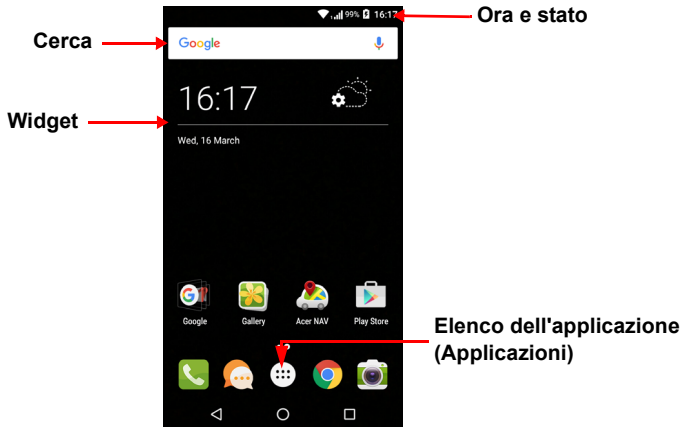 99% 16:17
Ora e stato
Cerca
Google
16:17
Widget
Wed, 16 March
Google Gallery Acer NAV Play Store
Elenco dell'applicazione
(Applicazioni)